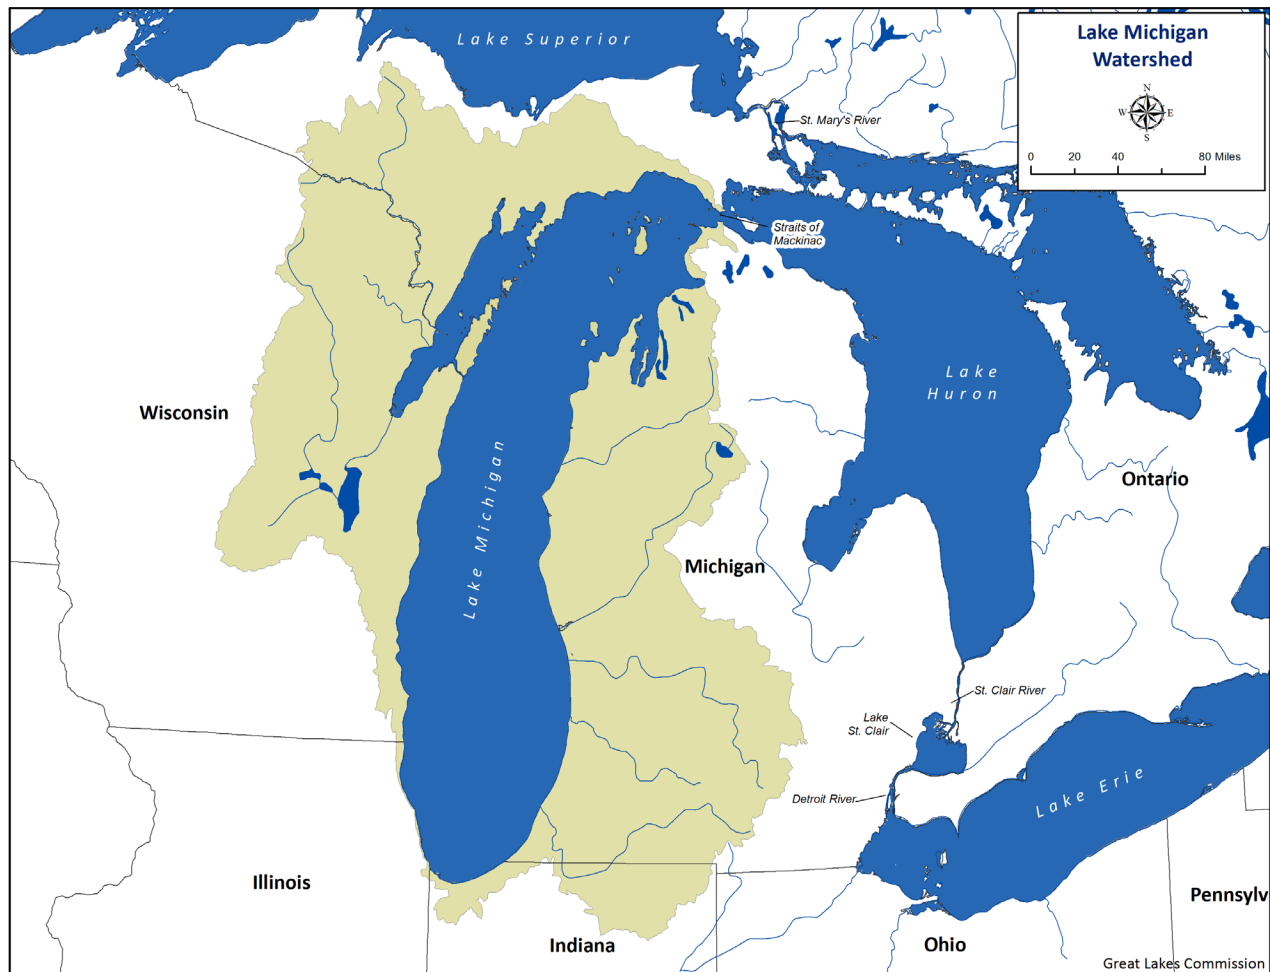 Lake Superior
Lake Michigan
Watershed
N
W
E
S
0 20 40 80 Miles
St. Mary's River
Straits of
Mackinac
Lake
Huron
Wisconsin
Lake Michigan
Ontario
Michigan
St. Clair River
Lake
St. Clair
Detroit River
Lake Erie
Illinois
Pennsylv
Indiana
Ohio
Great Lakes Commission